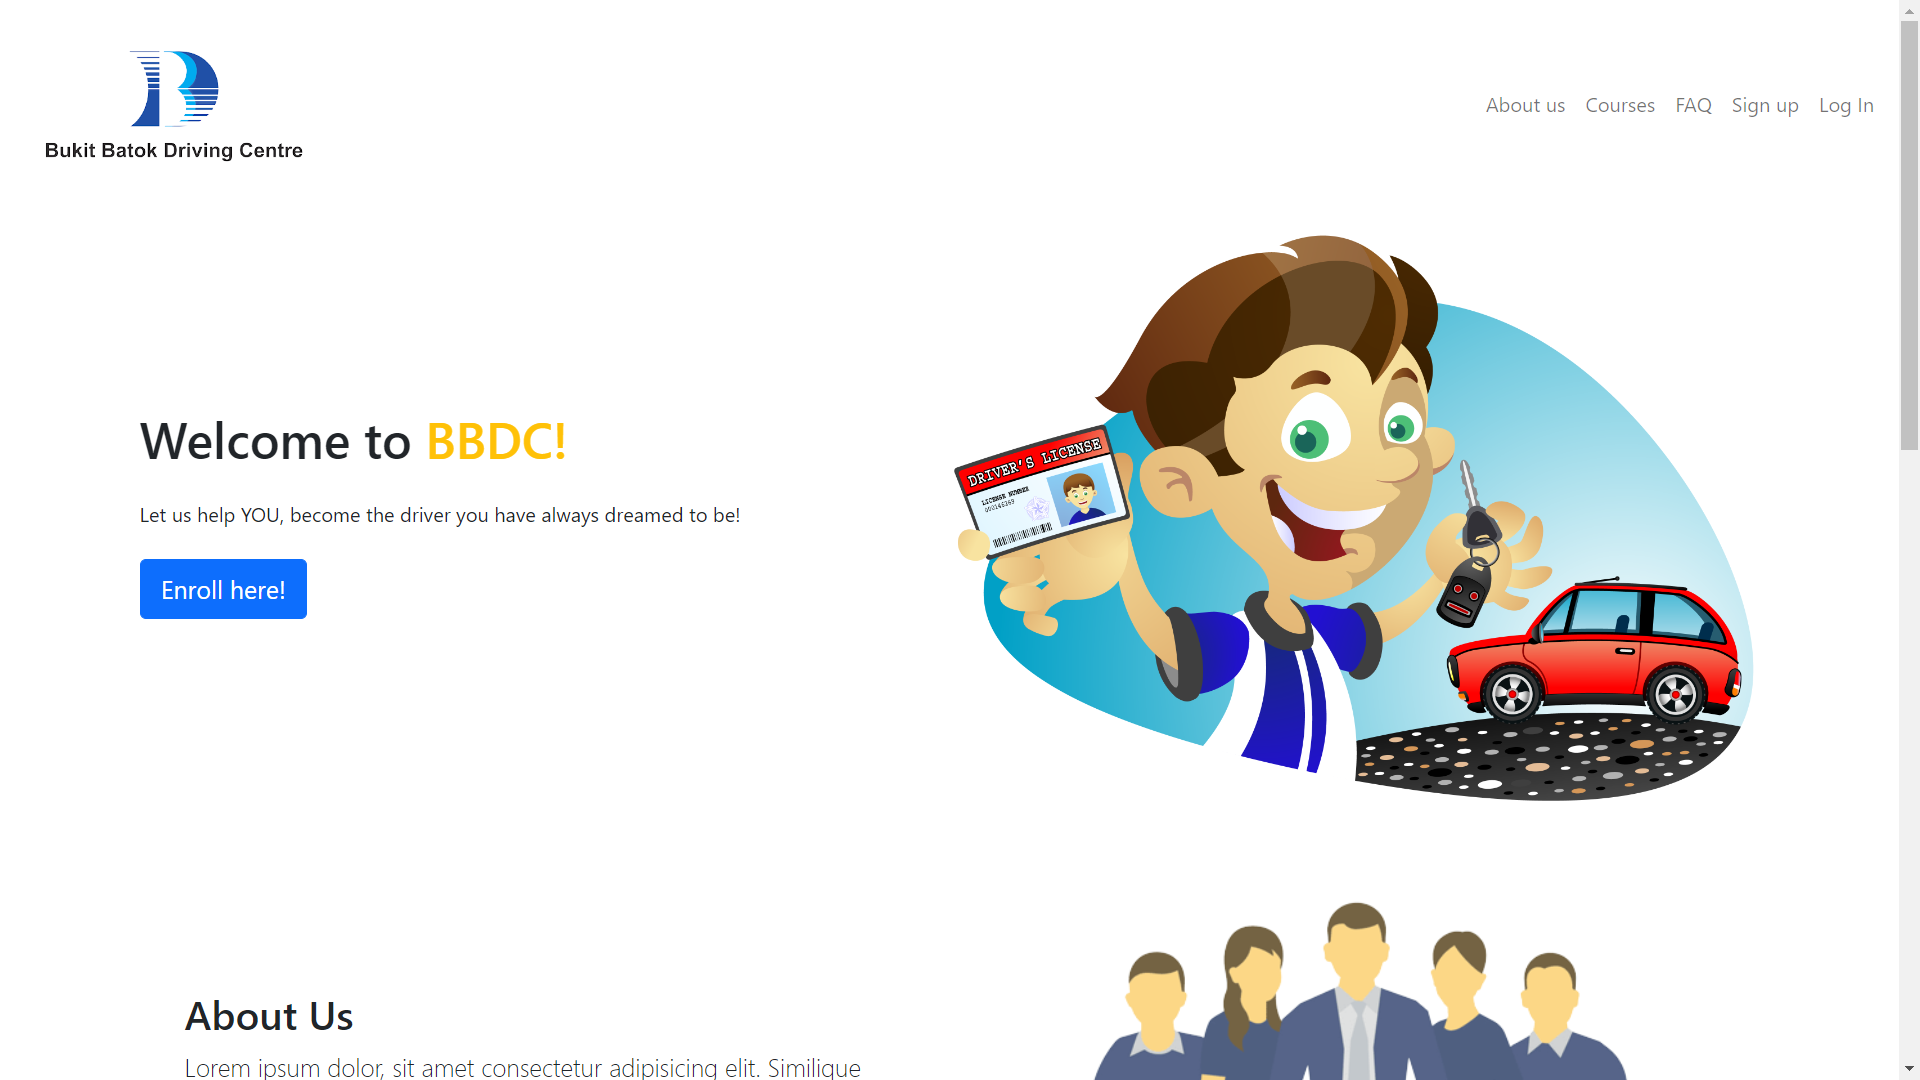 Bukit Batok Driving Centre
About us Courses FAQ Sign up Log In
Welcome to BBDC!
Let us help YOU, become the driver you have always dreamed to be!
Enroll here!
DRIVER'S LICENSE
LICENSE NUMBER
About Us
Lorem ipsum dolor, sit amet consectetur adipisicing elit. Similique